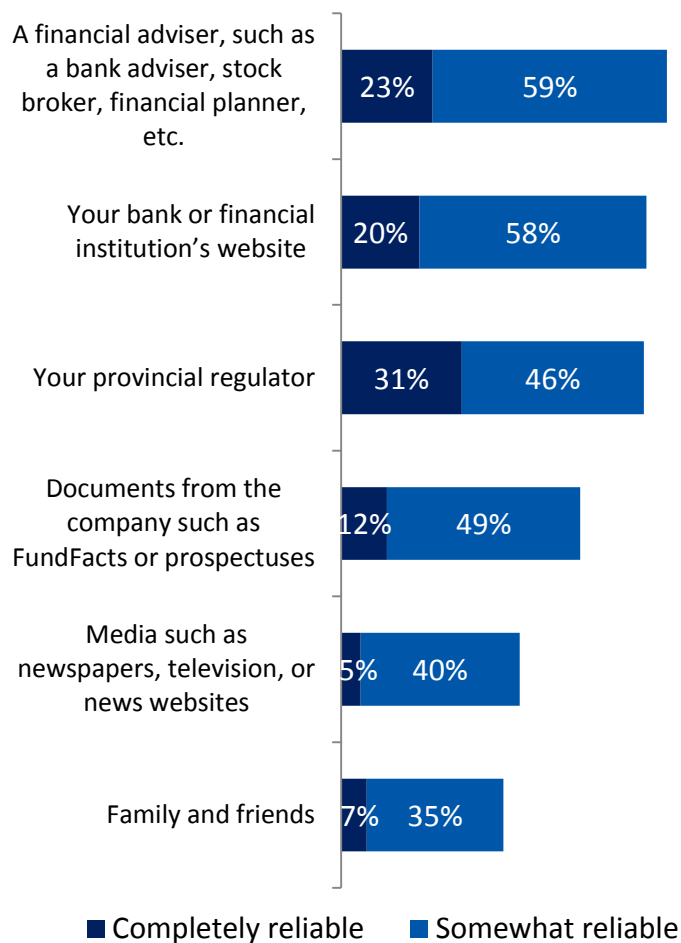 A financial adviser, such as
a bank adviser, stock
broker, financial planner,
etc.
23% 59%
Your bank or financial
institution’s website
20% 58%
Your provincial regulator
31% 46%
Documents from the
company such as
FundFacts or prospectuses
12% 49%
Media such as
newspapers, television, or
news websites
5% 40%
Family and friends
7% 35%
Completely reliable Somewhat reliable